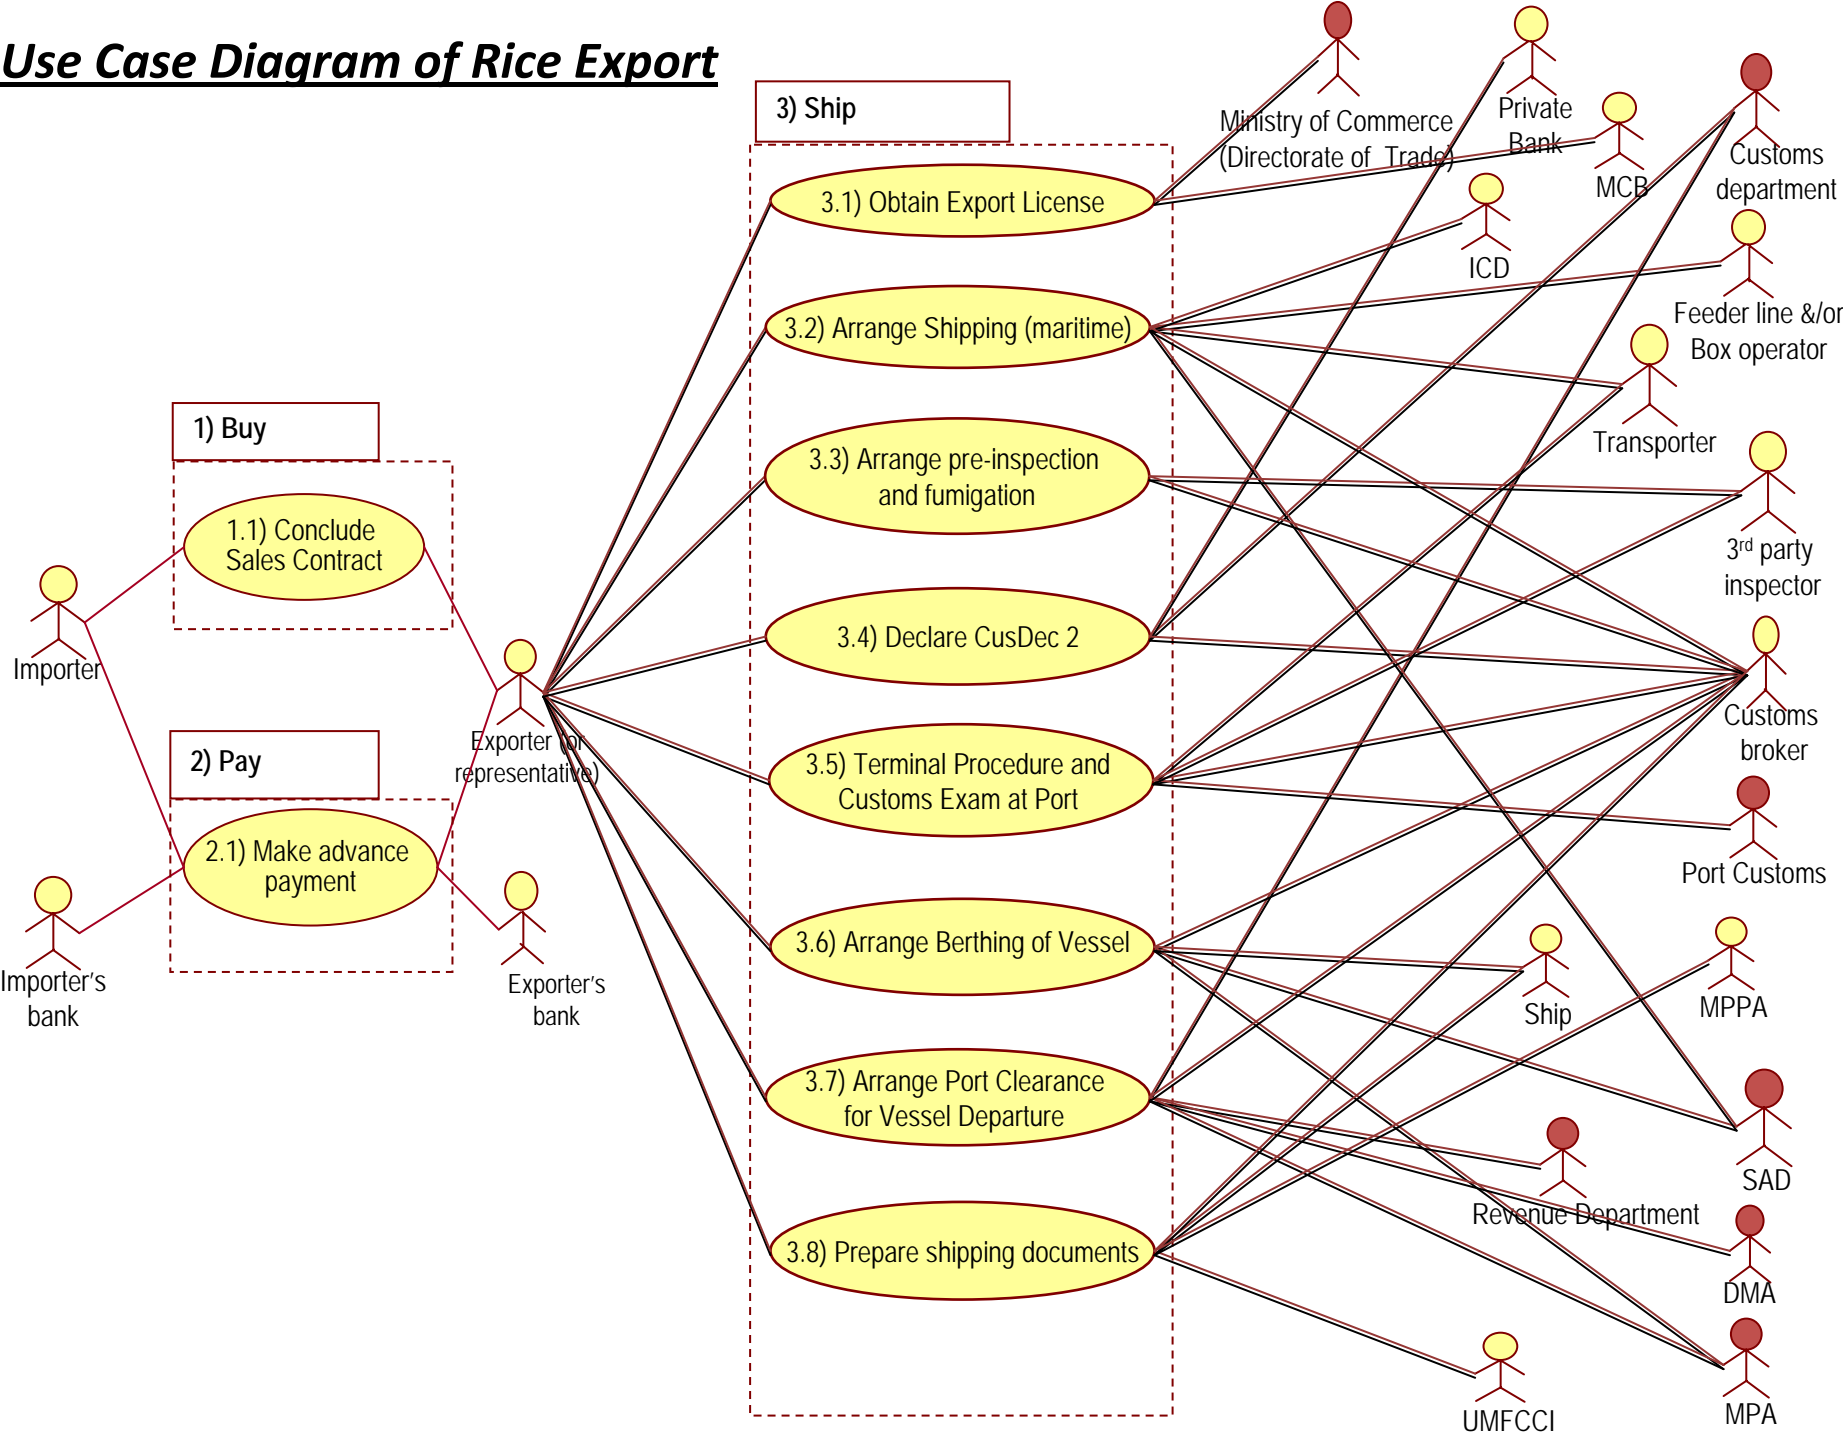 Use Case Diagram of Rice Export
3) Ship
Ministry of Commerce
(Directorate of Trade)
Private
Bank
MCB
Customs
department
3.1) Obtain Export License
ICD
3.2) Arrange Shipping (maritime)
Feeder line &/or
Box operator
Transporter
1) Buy
3.3) Arrange pre-inspection
and fumigation
1.1) Conclude
Sales Contract
3rd party
inspector
Importer
3.4) Declare CusDec 2
Exporter (or
representative)
Customs
broker
2) Pay
3.5) Terminal Procedure and
Customs Exam at Port
2.1) Make advance
payment
Port Customs
3.6) Arrange Berthing of Vessel
Importer's
bank
Exporter's
bank
Ship
MPPA
3.7) Arrange Port Clearance
for Vessel Departure
SAD
Revenue Department
3.8) Prepare shipping documents
DMA
UMFCCI
MPA